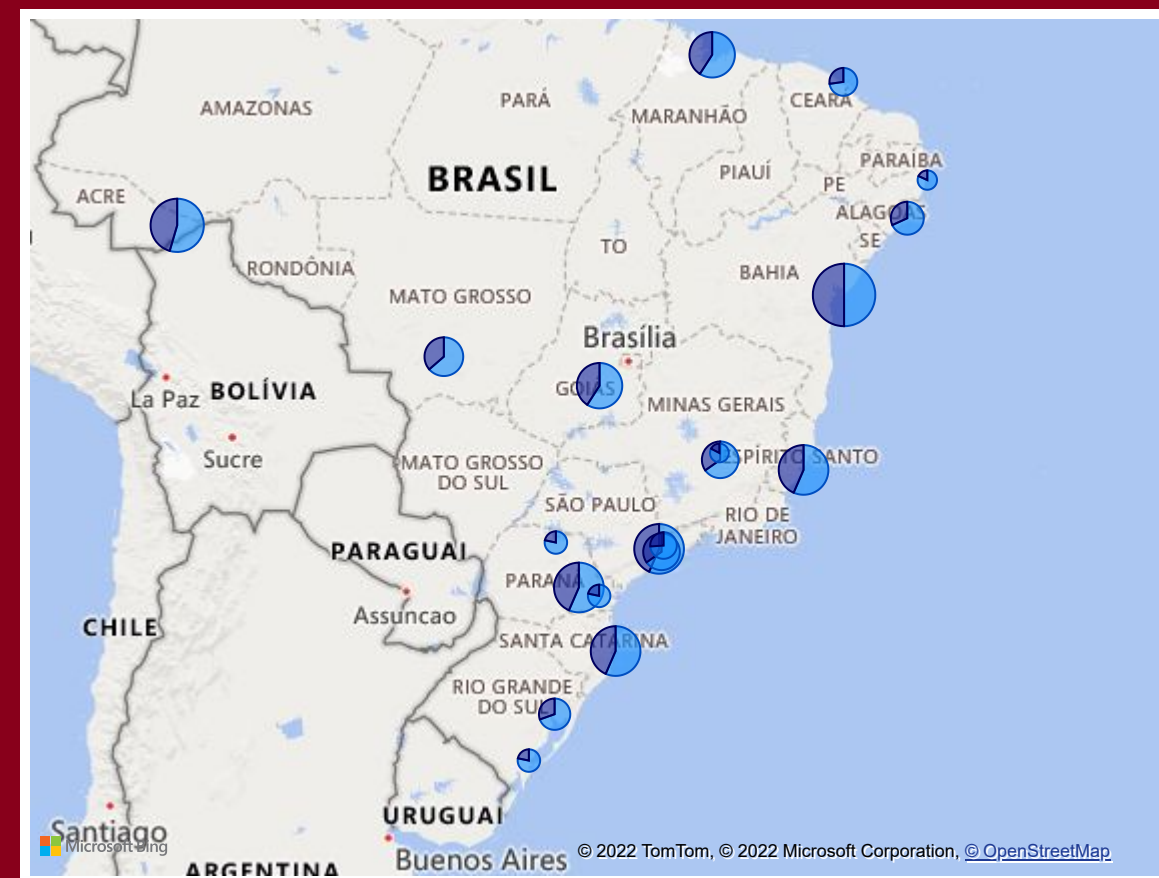 AMAZONAS
PARÁ
MARANHÃO
CEARÁ
PARAÍBA
PIAUÍ
PE
ALAGOAS
SE
BRASIL
ACRE
TO
RONDÔNIA
BAHIA
MATO GROSSO
Brasília
GOIÁS
MINAS GERAIS
BOLÍVIA
La Paz
Sucre
MATO GROSSO
DO SUL
ESPÍRITO SANTO
SÃO PAULO
RIO DE
JANEIRO
PARAGUAI
PARANÁ
Assuncao
CHILE
SANTA CATARINA
RIO GRANDE
DO SUL
URUGUAI
Santiago
Microsoft Bing
Buenos Aires
ARGENTINA
© 2022 TomTom, © 2022 Microsoft Corporation, © OpenStreetMap